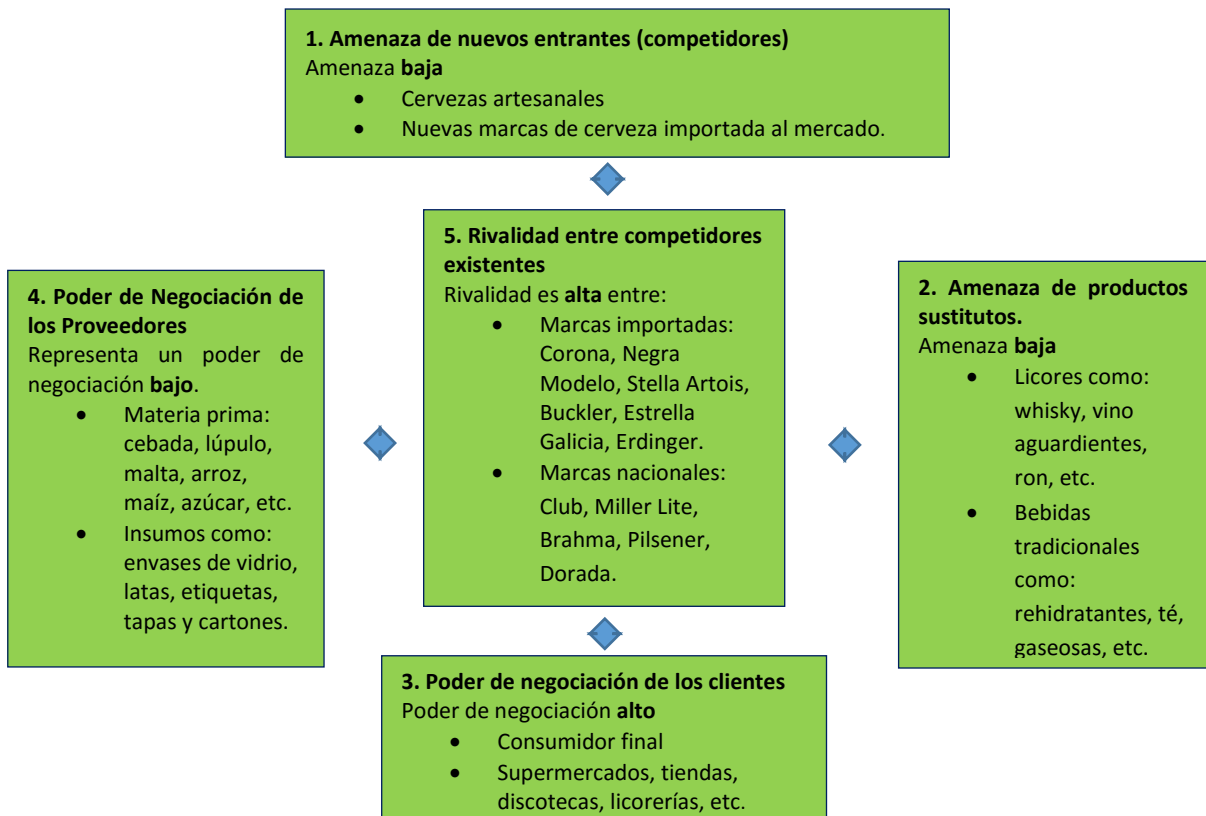 1. Amenaza de nuevos entrantes (competidores)
Amenaza baja
• Cervezas artesanales
• Nuevas marcas de cerveza importada al mercado.
5. Rivalidad entre competidores
existentes
Rivalidad es alta entre:
• Marcas importadas:
Corona, Negra
Modelo, Stella Artois,
Buckler, Estrella
Galicia, Erdinger.
• Marcas nacionales:
Club, Miller Lite,
Brahma, Pilsener,
Dorada.
4. Poder de Negociación de
los Proveedores
Representa un poder de
negociación bajo.
• Materia prima:
cebada, lúpulo,
malta, arroz,
maíz, azúcar, etc.
• Insumos como:
envases de vidrio,
latas, etiquetas,
tapas y cartones.
2. Amenaza de productos
sustitutos.
Amenaza baja
• Licores como:
whisky, vino
aguardientes,
ron, etc.
• Bebidas
tradicionales
como:
rehidratantes, té,
gaseosas, etc.
3. Poder de negociación de los clientes
Poder de negociación alto
• Consumidor final
• Supermercados, tiendas,
discotecas, licorerías, etc.